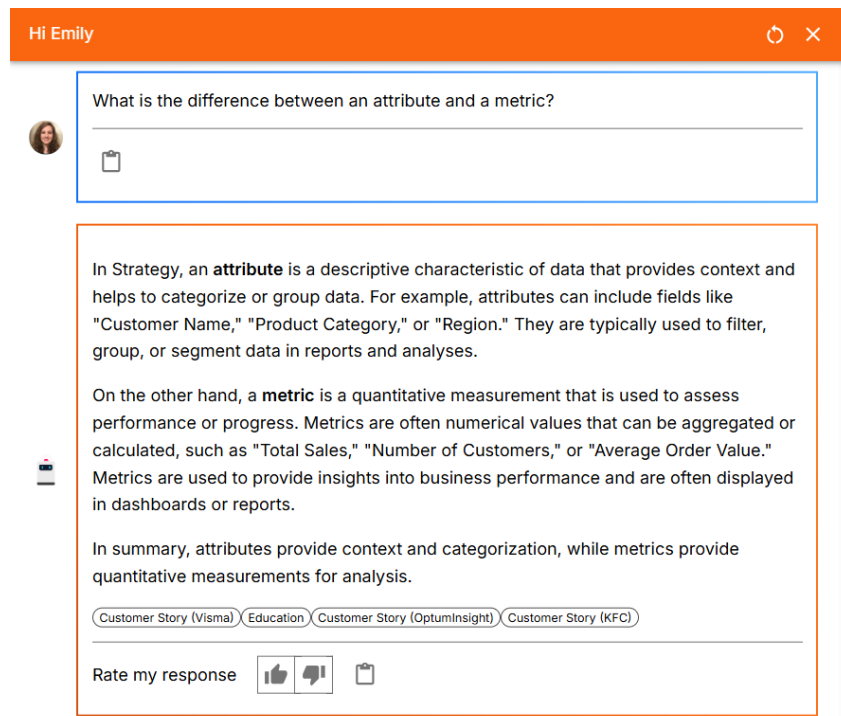 Hi Emily
What is the difference between an attribute and a metric?
In Strategy, an attribute is a descriptive characteristic of data that provides context and
helps to categorize or group data. For example, attributes can include fields like
"Customer Name," "Product Category," or "Region." They are typically used to filter,
group, or segment data in reports and analyses.
On the other hand, a metric is a quantitative measurement that is used to assess
performance or progress. Metrics are often numerical values that can be aggregated or
calculated, such as "Total Sales," "Number of Customers," or "Average Order Value."
Metrics are used to provide insights into business performance and are often displayed
in dashboards or reports.
In summary, attributes provide context and categorization, while metrics provide
quantitative measurements for analysis.
Customer Story (Visma) Education Customer Story (OptumInsight) Customer Story (KFC)
Rate my response